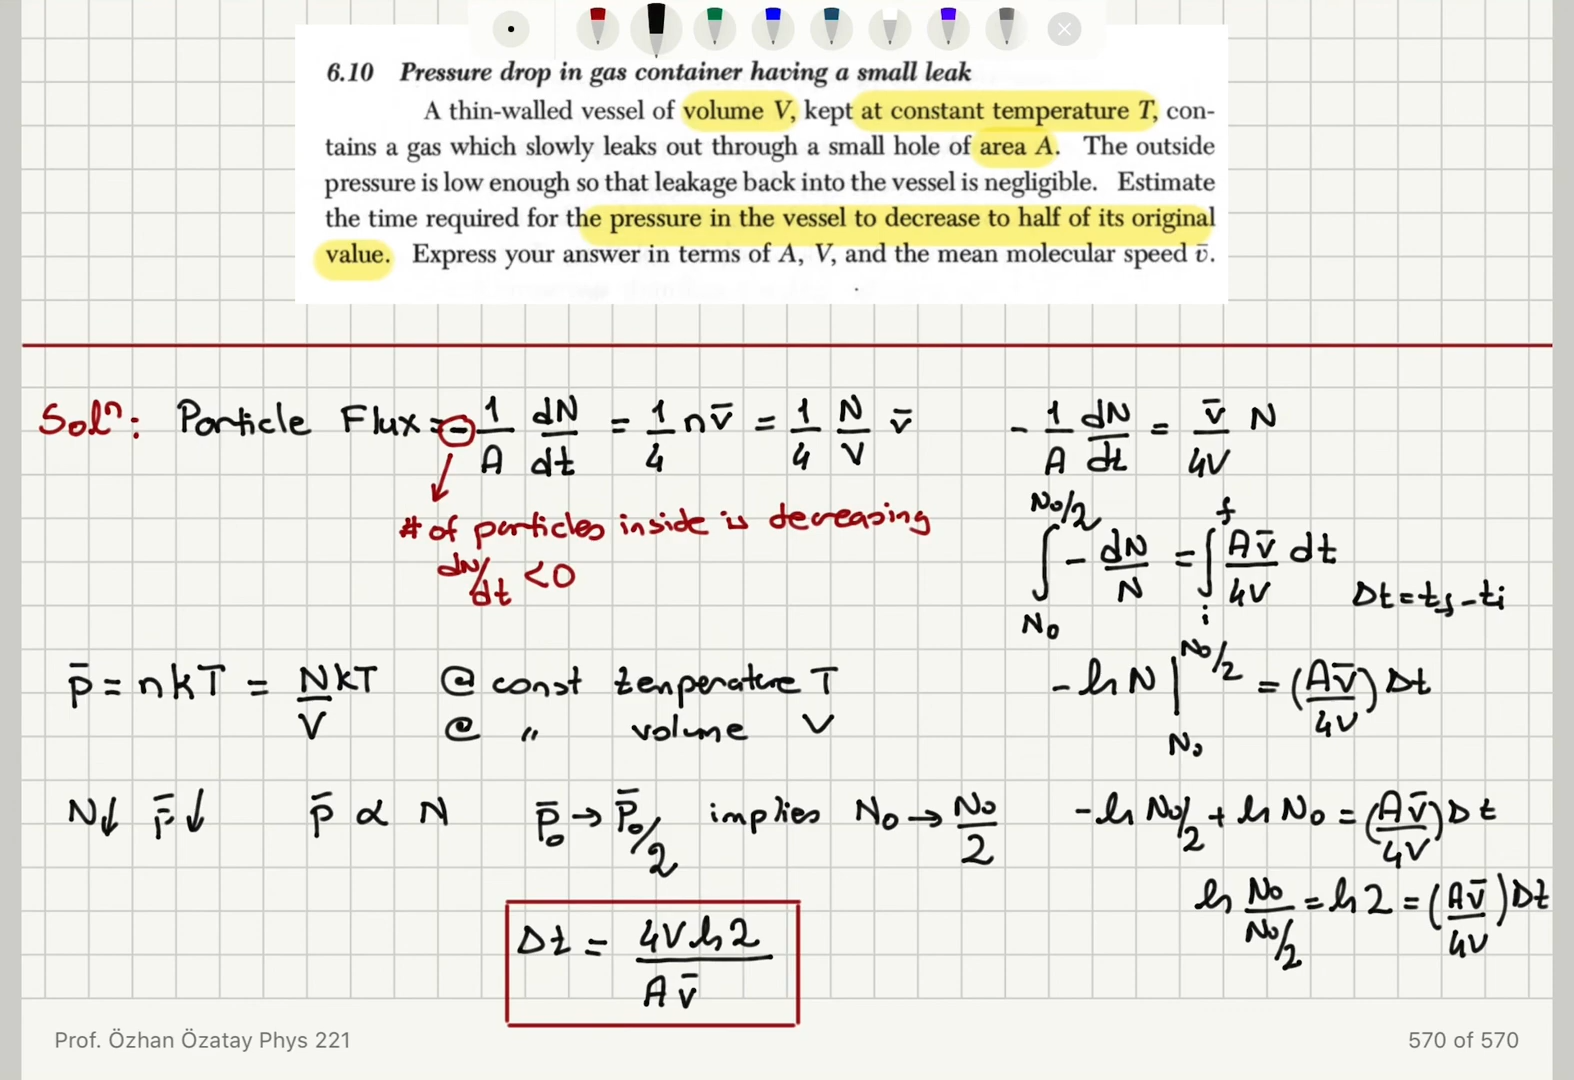 6.10 Pressure drop in gas container having a small leak
A thin-walled vessel of volume V, kept at constant temperature T, con-
tains a gas which slowly leaks out through a small hole of area A. The outside
pressure is low enough so that leakage back into the vessel is negligible. Estimate
the time required for the pressure in the vessel to decrease to half of its original
value. Express your answer in terms of A, V, and the mean molecular speed v̄.
Solⁿ: Particle Flux = - 1/A dN/dt = 1/4 n v̄ = 1/4 N/V v̄
# of particles inside is decreasing
dN/dt < 0
p̄ = nkT = NkT/V @ const temperature T
@ " volume V
N↓ p̄↓ p̄ α N p̄₀ → p̄₀/2 implies N₀ → N₀/2
Δt = 4V ln 2 / A v̄
- 1/A dN/dt = v̄/4V N
∫_{N₀}^{N₀/2} - dN/N = ∫_i^f A v̄/4V dt
Δt = t_f - t_i
- ln N |_{N₀}^{N₀/2} = (A v̄/4V) Δt
- ln N₀/2 + ln N₀ = (A v̄/4V) Δt
ln N₀/(N₀/2) = ln 2 = (A v̄/4V) Δt
Prof. Özhan Özatay Phys 221
570 of 570